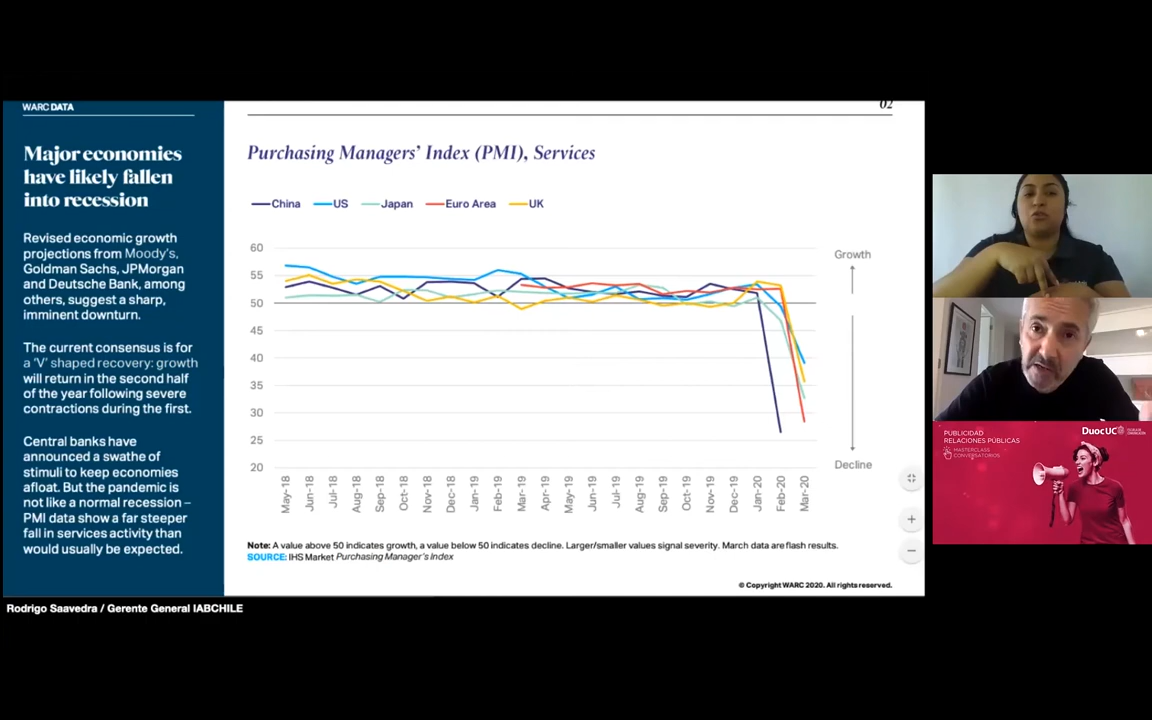 WARC DATA
02
Major economies
have likely fallen
into recession
Revised economic growth
projections from Moody's,
Goldman Sachs, JPMorgan
and Deutsche Bank, among
others, suggest a sharp,
imminent downturn.
The current consensus is for
a 'V' shaped recovery: growth
will return in the second half
of the year following severe
contractions during the first.
Central banks have
announced a swathe of
stimuli to keep economies
afloat. But the pandemic is
not like a normal recession –
PMI data show a far steeper
fall in services activity than
would usually be expected.
Purchasing Managers' Index (PMI), Services
China US Japan Euro Area UK
60
55
50
45
40
35
30
25
20
Growth
Decline
May-18 Jun-18 Jul-18 Aug-18 Sep-18 Oct-18 Nov-18 Dec-18 Jan-19 Feb-19 Mar-19 Apr-19 May-19 Jun-19 Jul-19 Aug-19 Sep-19 Oct-19 Nov-19 Dec-19 Jan-20 Feb-20 Mar-20
Note: A value above 50 indicates growth, a value below 50 indicates decline. Larger/smaller values signal severity. March data are flash results.
SOURCE: IHS Market Purchasing Manager's Index
© Copyright WARC 2020. All rights reserved.
Rodrigo Saavedra / Gerente General IABCHILE
PUBLICIDAD
RELACIONES PÚBLICAS
MASTERCLASS
CONVERSATORIOS
DuocUC